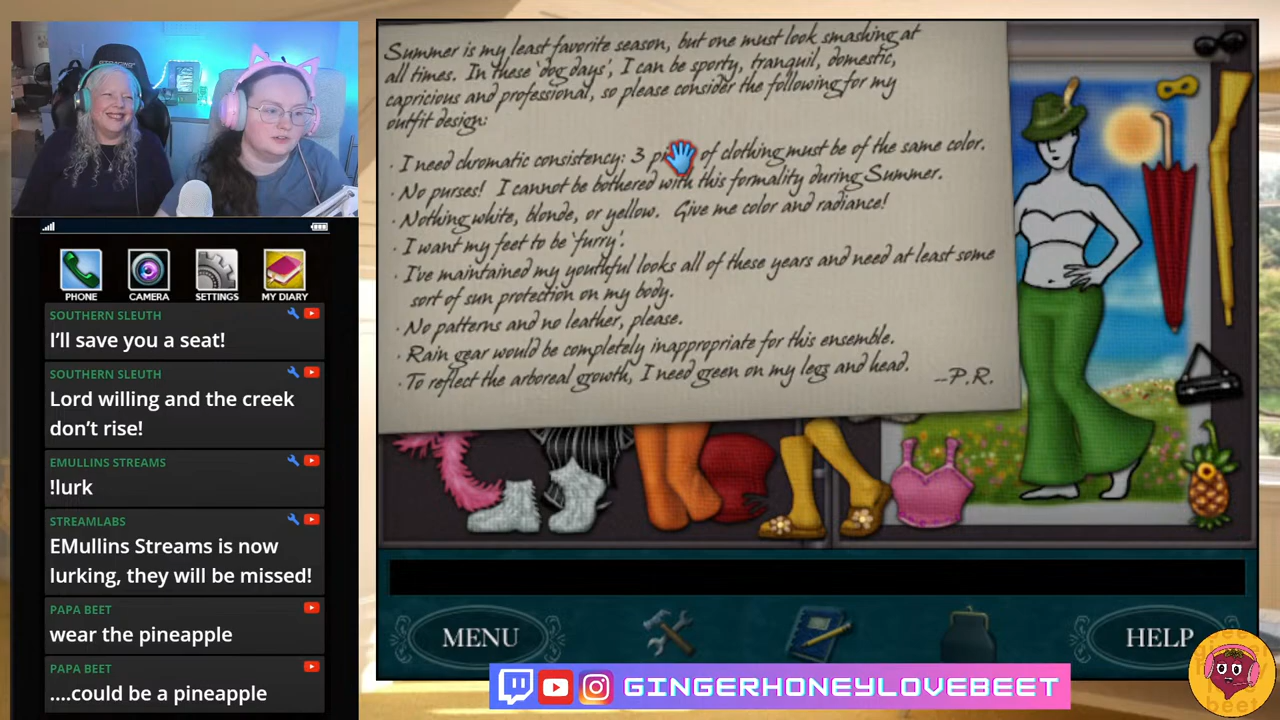 Summer is my least favorite season, but one must look smashing at
all times. In these 'dog days', I can be sporty, tranquil, domestic,
capricious and professional, so please consider the following for my
outfit design:
· I need chromatic consistency: 3 of clothing must be of the same color.
· No purses! I cannot be bothered with this formality during Summer.
· Nothing white, blonde, or yellow. Give me color and radiance!
· I want my feet to be 'furry'.
· I've maintained my youthful looks all of these years and need at least some
sort of sun protection on my body.
· No patterns and no leather, please.
· Rain gear would be completely inappropriate for this ensemble.
· To reflect the arboreal growth, I need green on my legs and head.
—P.R.
PHONE
CAMERA
SETTINGS
MY DIARY
SOUTHERN SLEUTH
I'll save you a seat!
SOUTHERN SLEUTH
Lord willing and the creek
don't rise!
EMULLINS STREAMS
!lurk
STREAMLABS
EMullins Streams is now
lurking, they will be missed!
PAPA BEET
wear the pineapple
PAPA BEET
....could be a pineapple
MENU
HELP
GINGERHONEYLOVEBEET